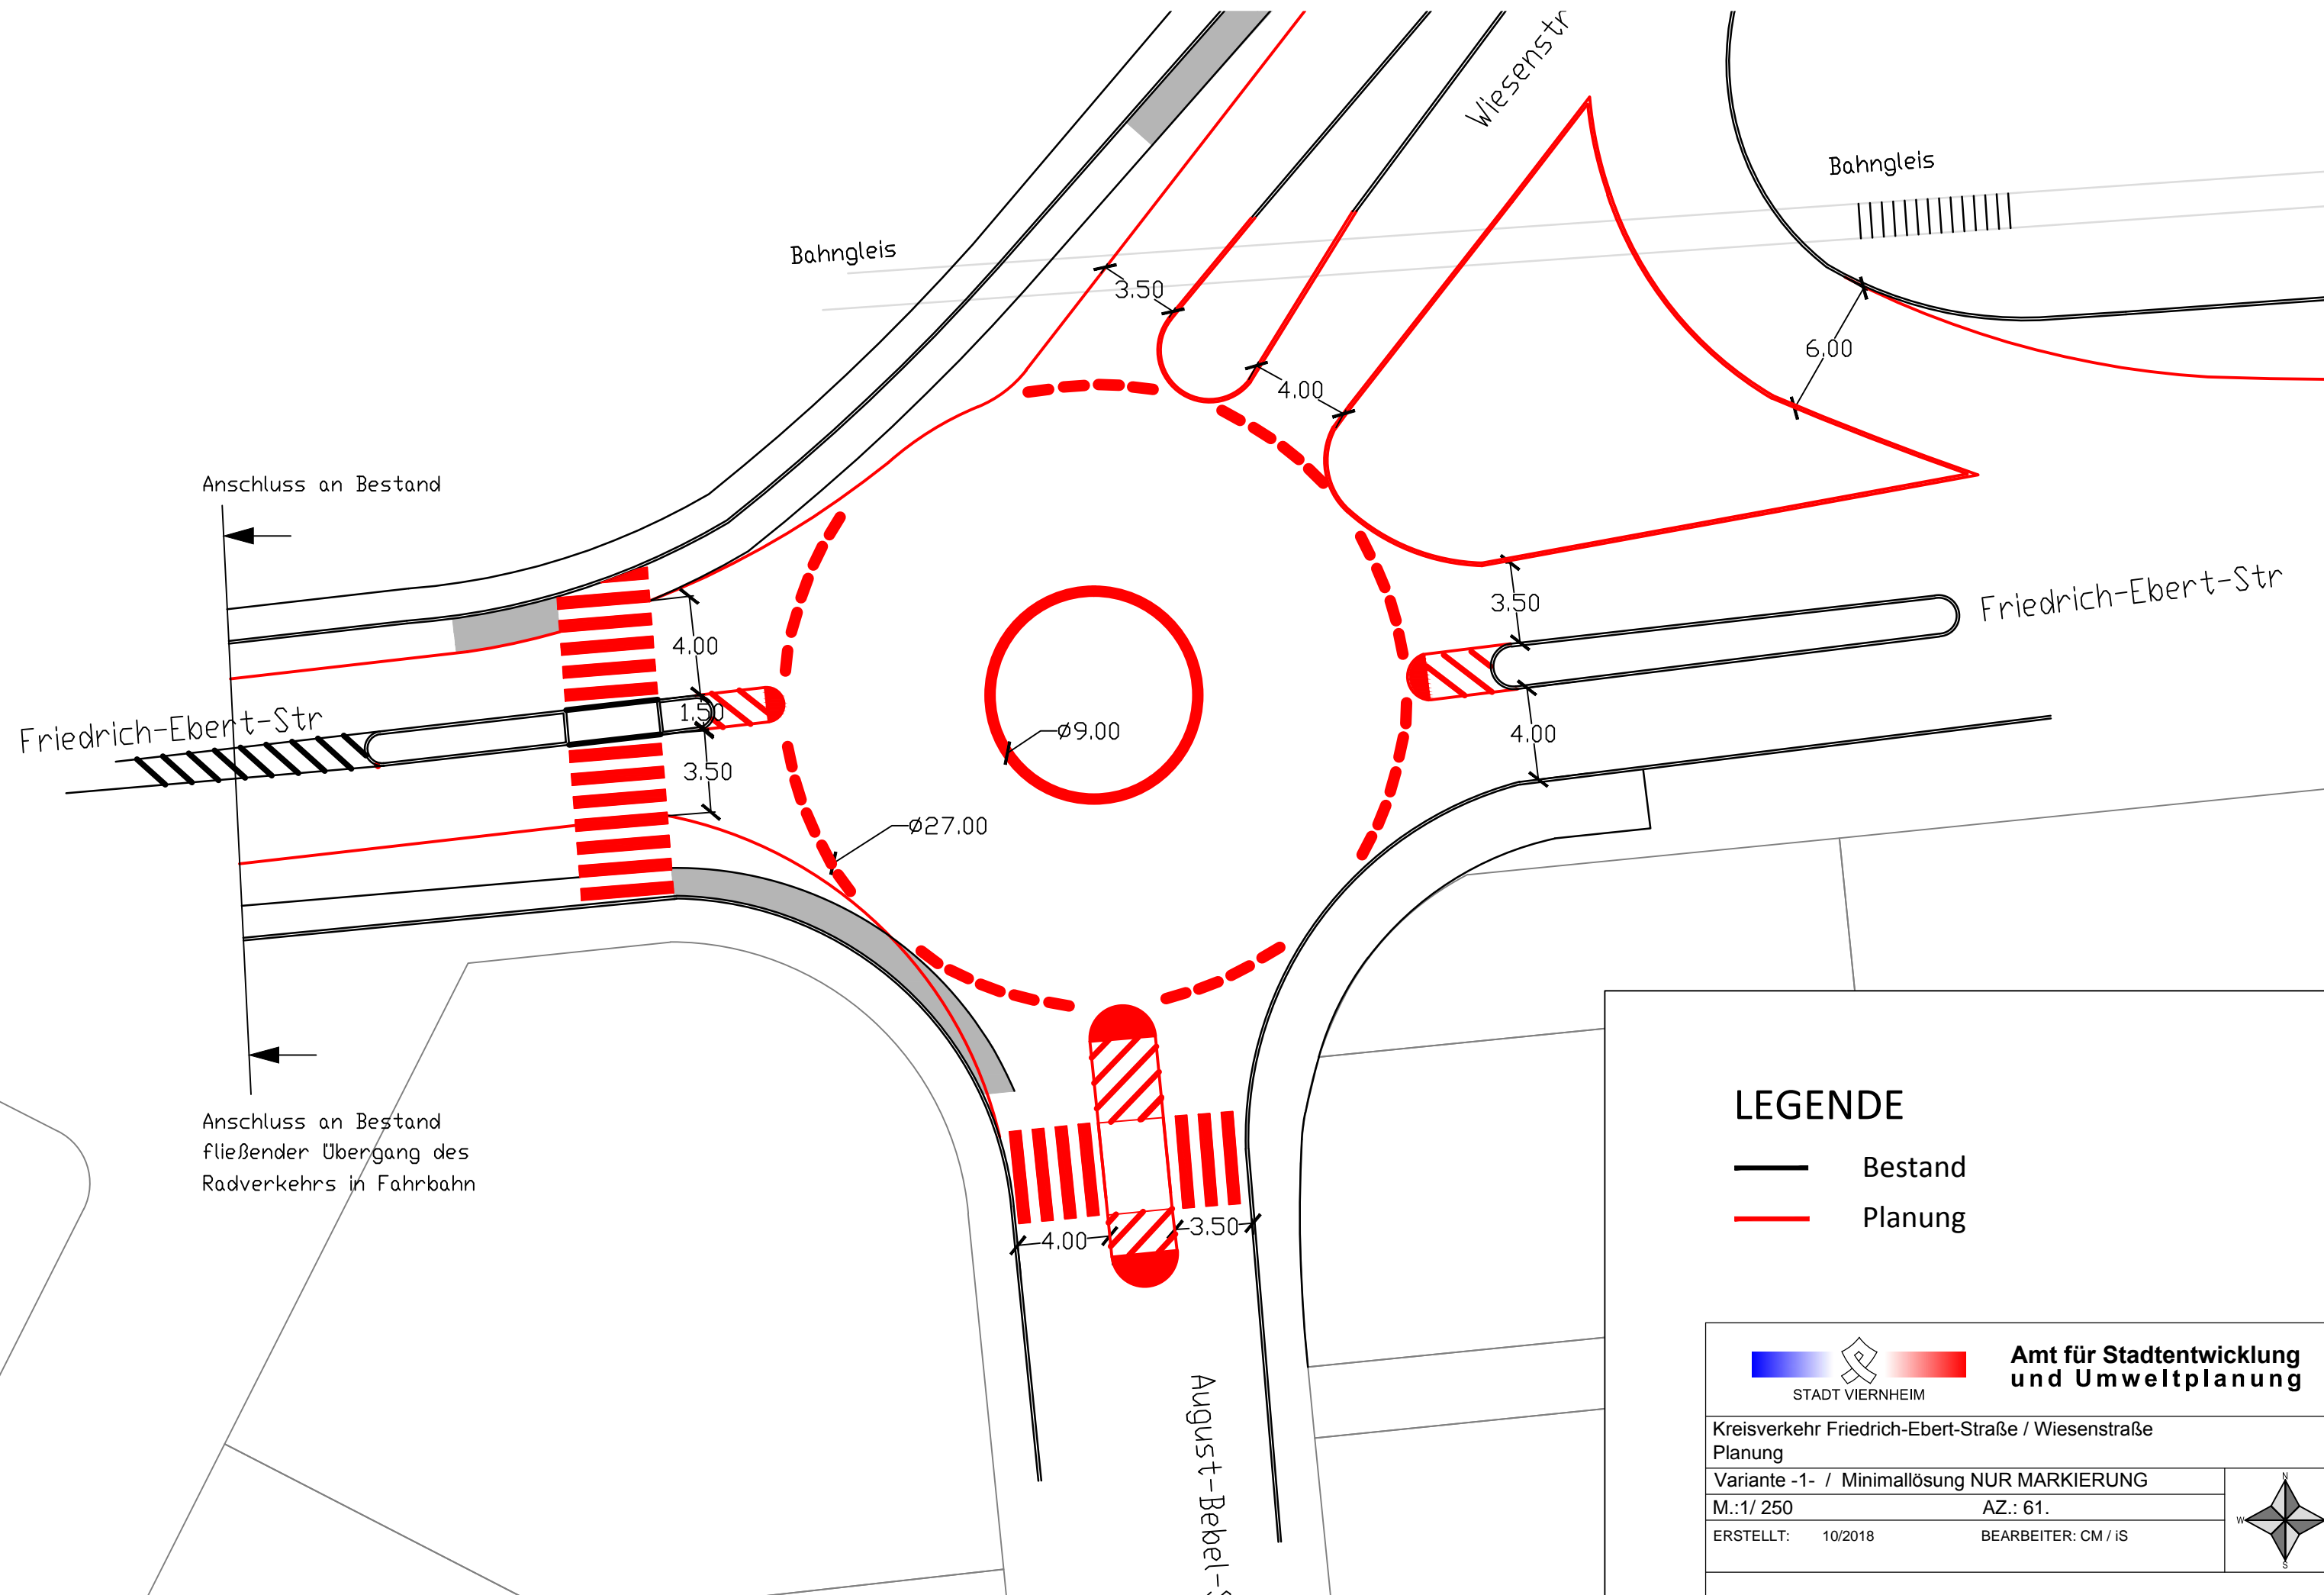 Wiesenstr
Bahngleis
Bahngleis
3.50
4.00
6.00
Anschluss an Bestand
Friedrich-Ebert-Str
3.50
4.00
4.00
1.50
3.50
Friedrich-Ebert-Str
ø9.00
ø27.00
Anschluss an Bestand
fließender Übergang des
Radverkehrs in Fahrbahn
4.00
3.50
August-Bebel-S
LEGENDE
Bestand
Planung
STADT VIERNHEIM
Amt für Stadtentwicklung
und Umweltplanung
Kreisverkehr Friedrich-Ebert-Straße / Wiesenstraße
Planung
Variante -1- / Minimallösung NUR MARKIERUNG
M.:1/ 250 AZ.: 61.
ERSTELLT: 10/2018 BEARBEITER: CM / iS
N
W
S